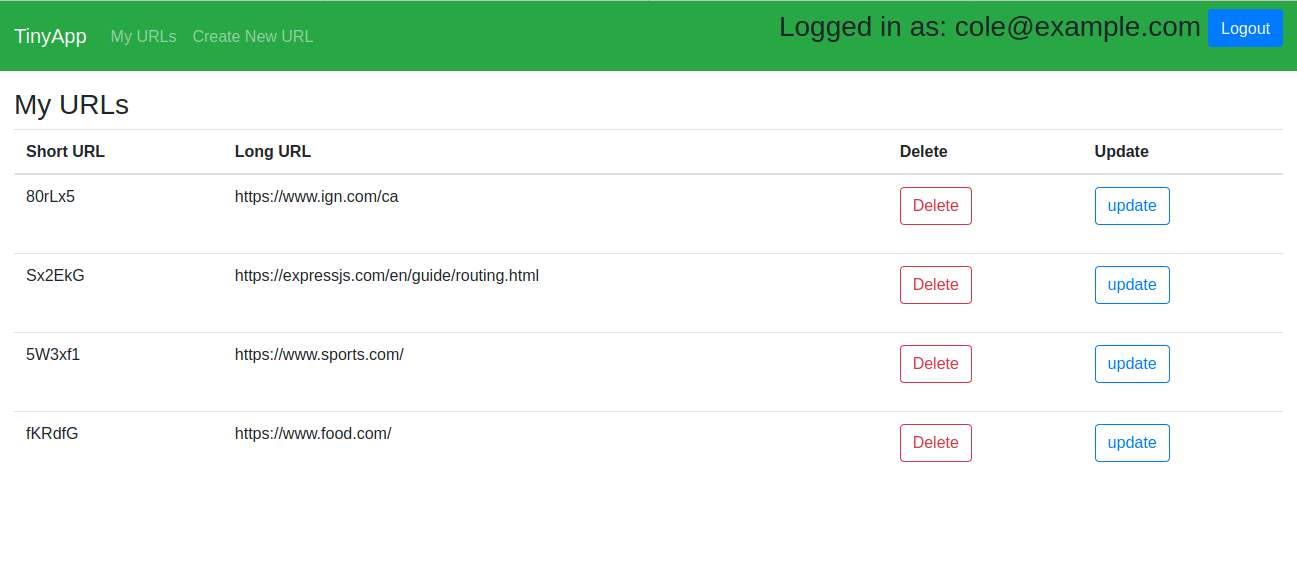 TinyApp My URLs Create New URL Logged in as: cole@example.com Logout
My URLs
Short URL Long URL Delete Update
80rLx5 https://www.ign.com/ca Delete update
Sx2EkG https://expressjs.com/en/guide/routing.html Delete update
5W3xf1 https://www.sports.com/ Delete update
fKRdfG https://www.food.com/ Delete update